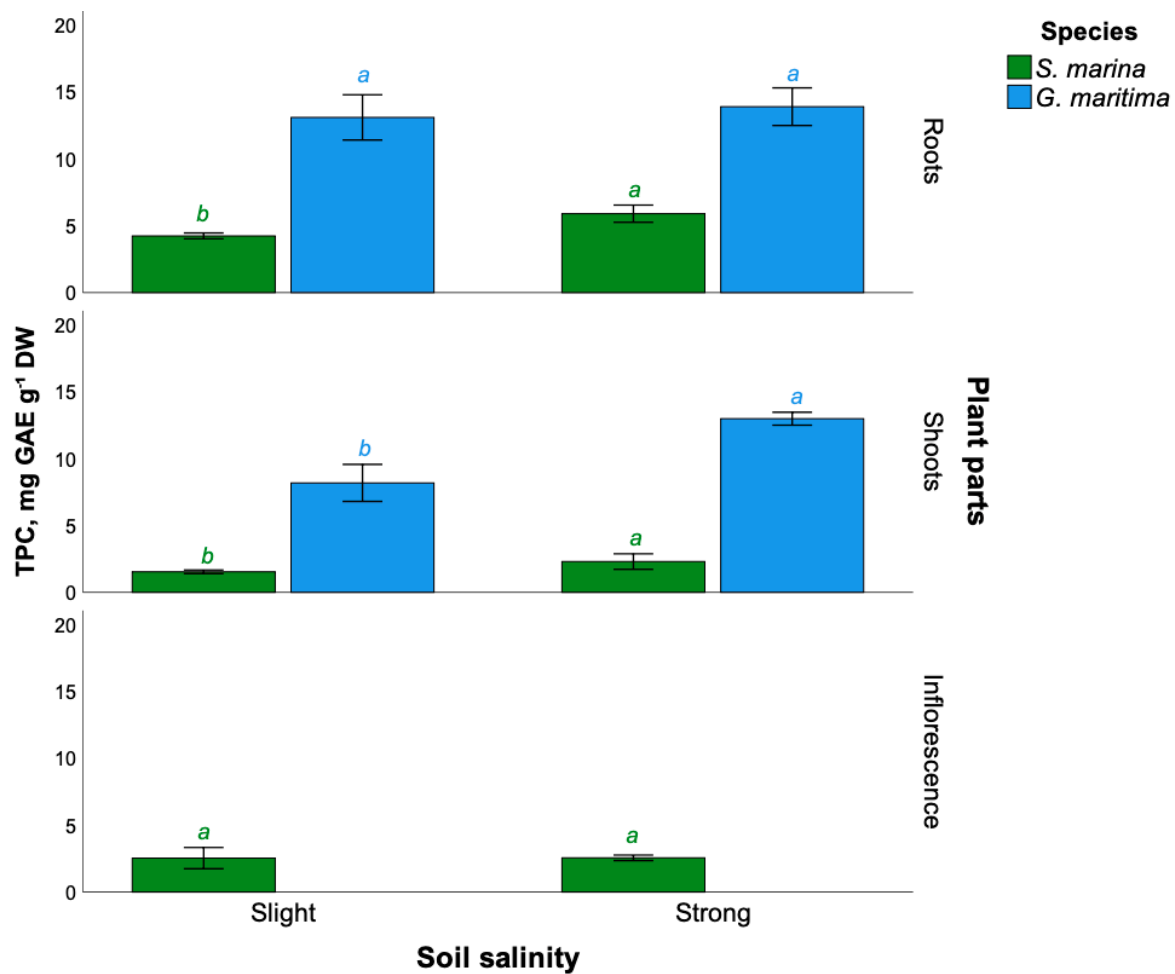 Species
S. marina
G. maritima
TPC, mg GAE g⁻¹ DW
Plant parts
20
15
10
5
0
b
a
a
a
Roots
20
15
10
5
0
b
b
a
a
Shoots
20
15
10
5
0
a
a
Inflorescence
Slight
Strong
Soil salinity